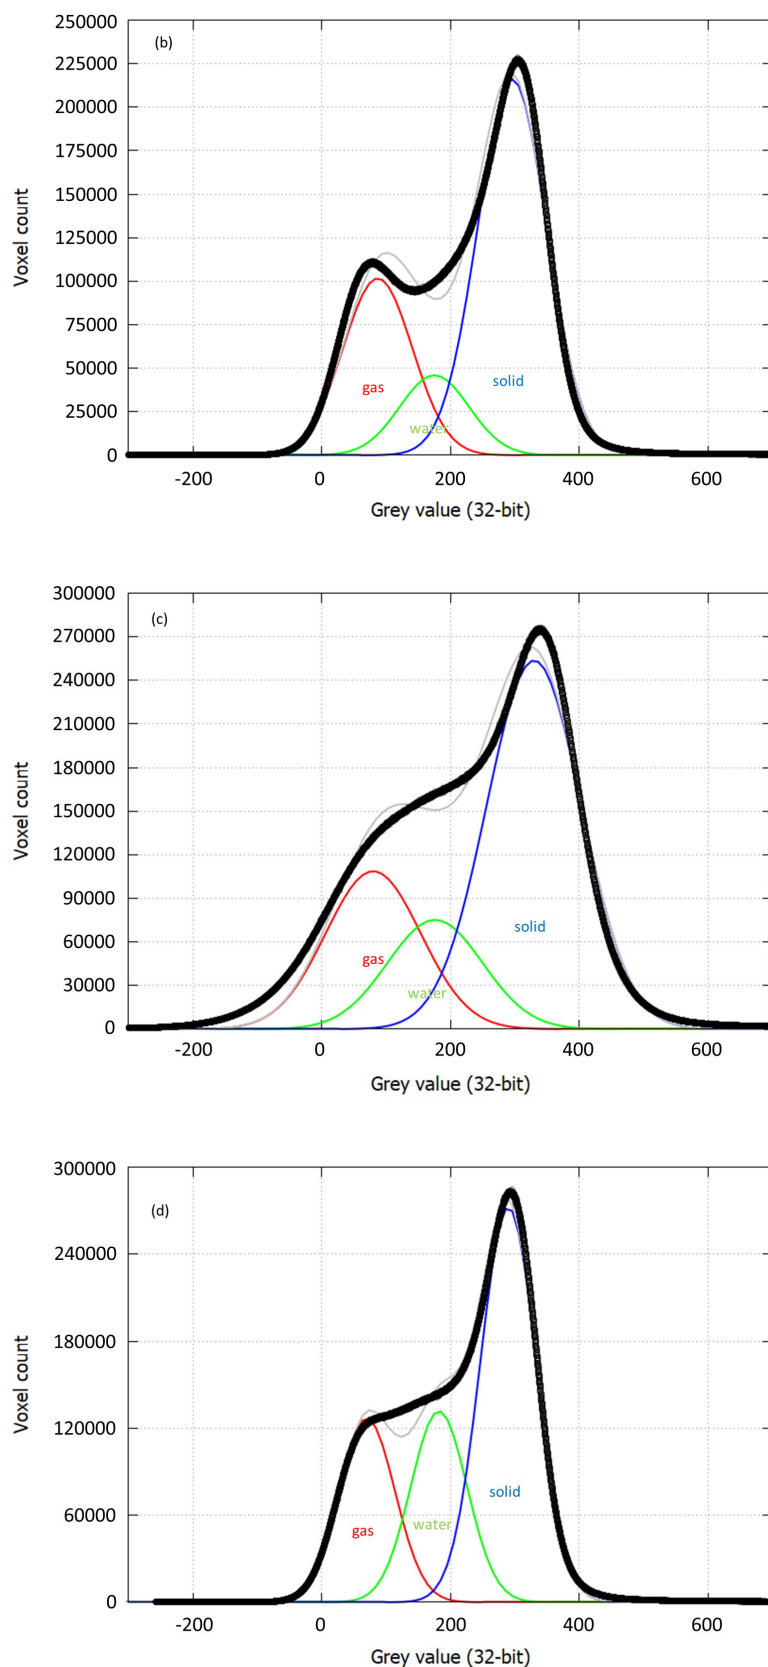 250000
(b)
225000
200000
175000
150000
125000
100000
75000
50000
25000
0
Voxel count
gas
water
solid
-200 0 200 400 600
Grey value (32-bit)
300000
(c)
270000
240000
210000
180000
150000
120000
90000
60000
30000
0
Voxel count
gas
water
solid
-200 0 200 400 600
Grey value (32-bit)
300000
(d)
240000
180000
120000
60000
0
Voxel count
gas
water
solid
-200 0 200 400 600
Grey value (32-bit)